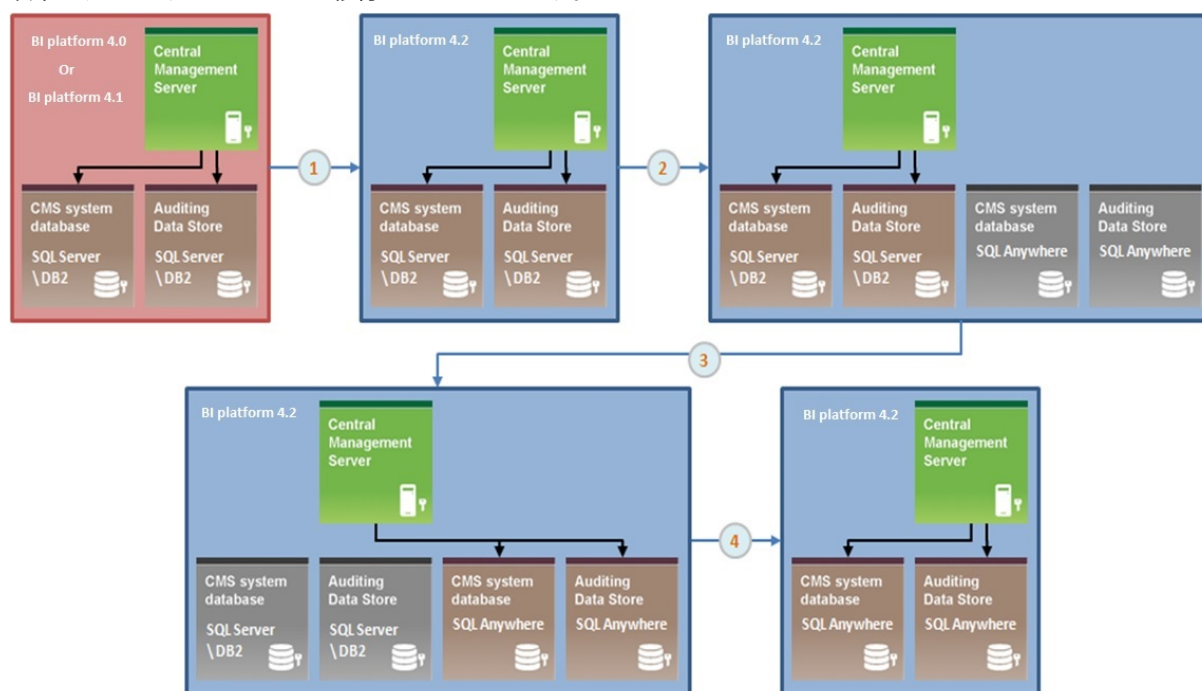 BI platform 4.0
Or
BI platform 4.1
Central
Management
Server
CMS system
database
SQL Server
\DB2
Auditing
Data Store
SQL Server
\DB2
1
BI platform 4.2
Central
Management
Server
CMS system
database
SQL Server
\DB2
Auditing
Data Store
SQL Server
\DB2
2
BI platform 4.2
Central
Management
Server
CMS system
database
SQL Server
\DB2
Auditing
Data Store
SQL Server
\DB2
CMS system
database
SQL Anywhere
Auditing
Data Store
SQL Anywhere
3
BI platform 4.2
Central
Management
Server
CMS system
database
SQL Server
\DB2
Auditing
Data Store
SQL Server
\DB2
CMS system
database
SQL Anywhere
Auditing
Data Store
SQL Anywhere
4
BI platform 4.2
Central
Management
Server
CMS system
database
SQL Anywhere
Auditing
Data Store
SQL Anywhere